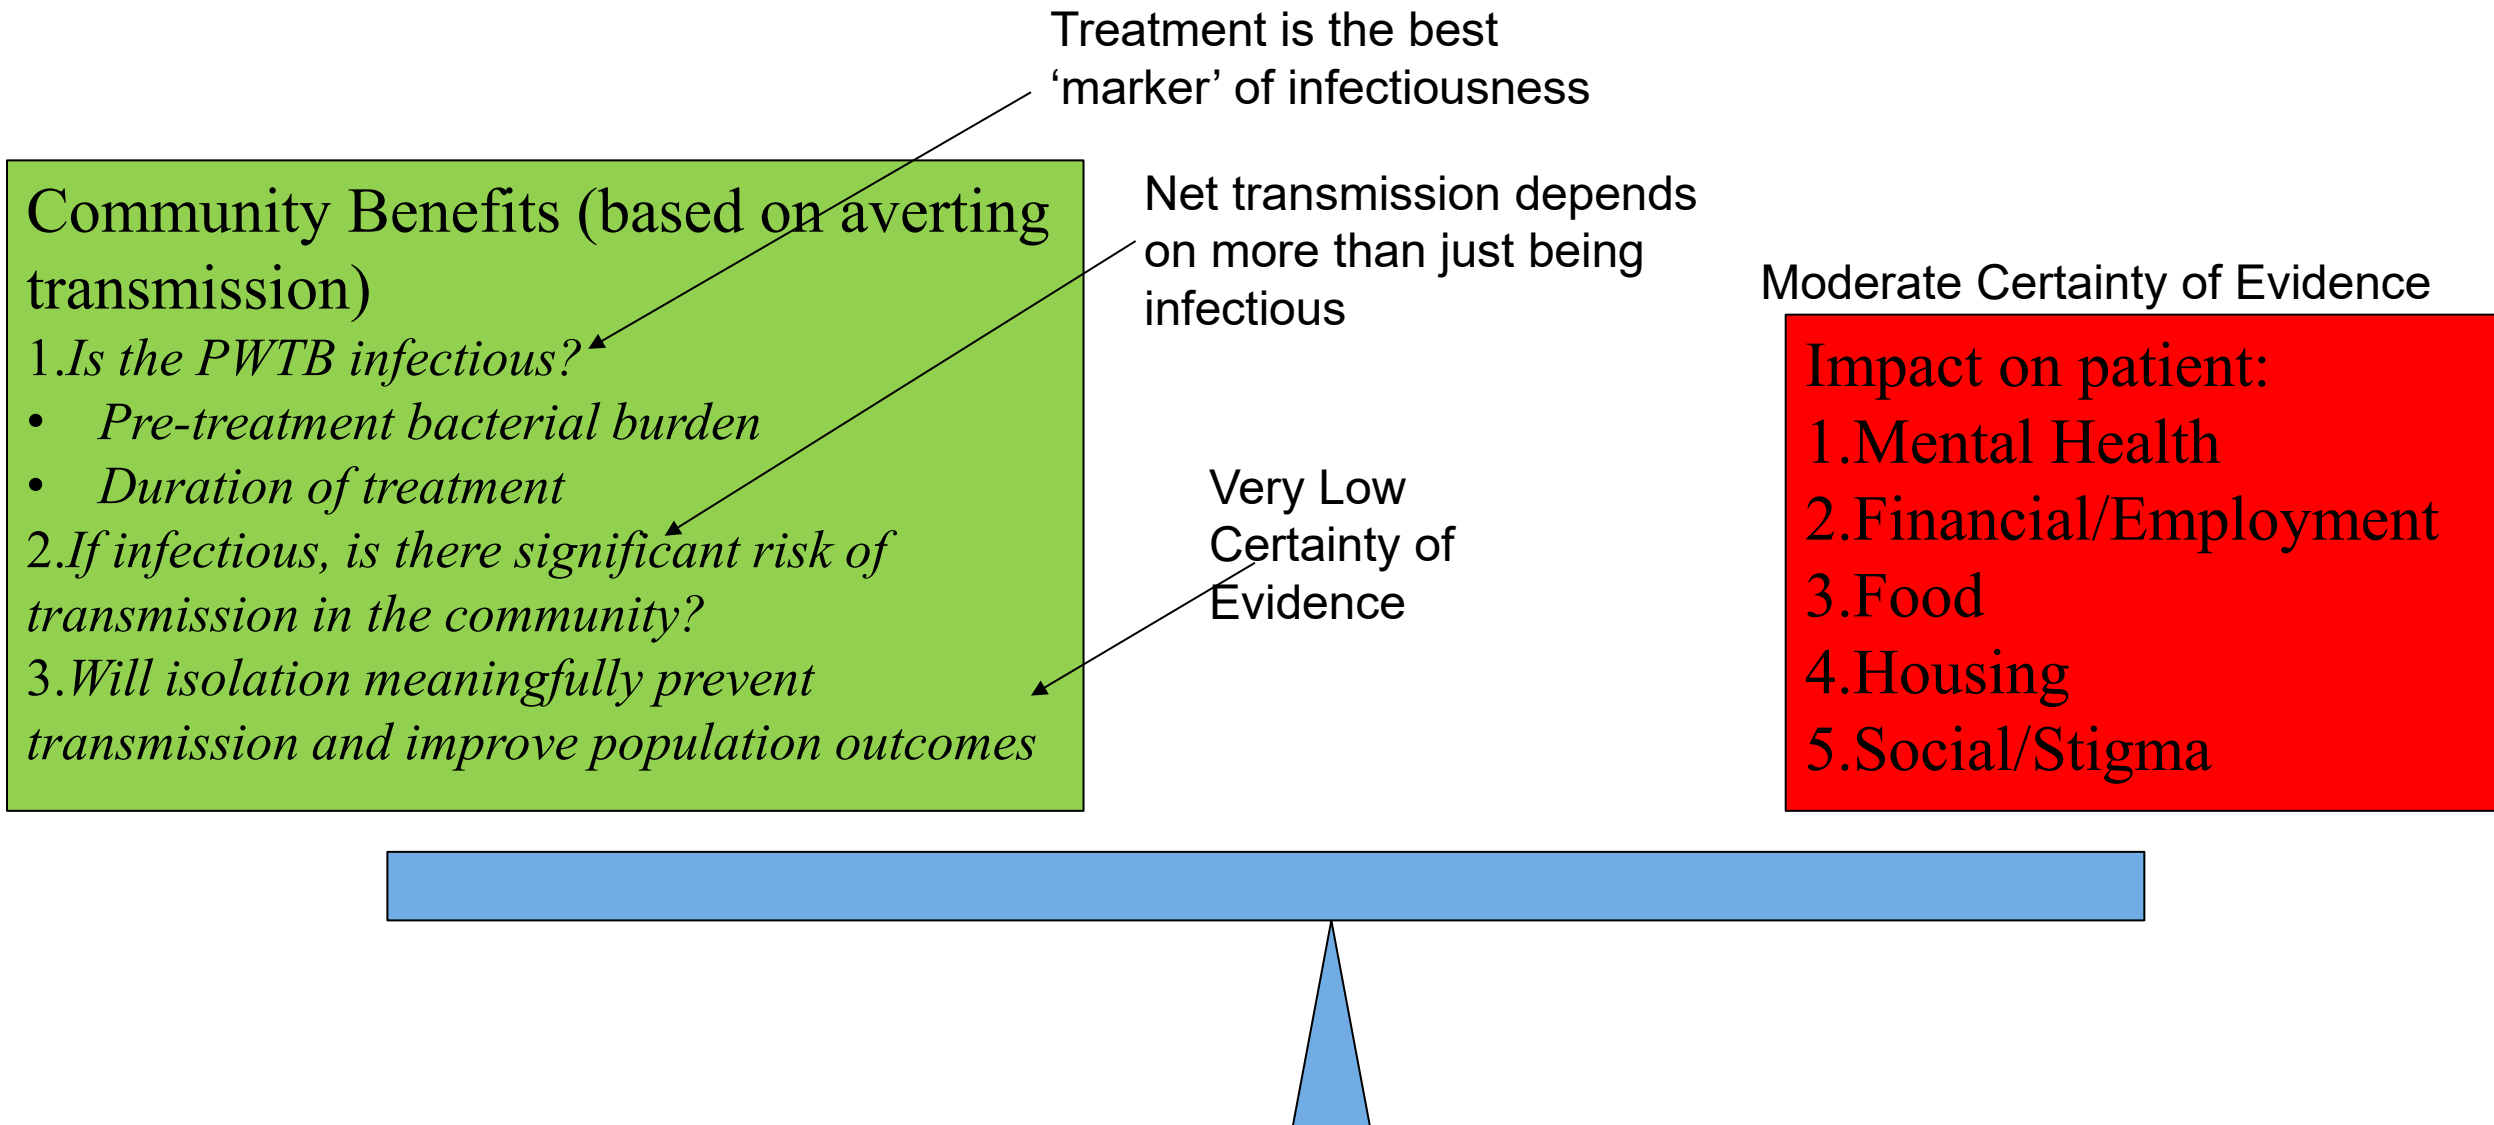 Treatment is the best
‘marker’ of infectiousness
Community Benefits (based on averting
transmission)
1.Is the PWTB infectious?
• Pre-treatment bacterial burden
• Duration of treatment
2.If infectious, is there significant risk of
transmission in the community?
3.Will isolation meaningfully prevent
transmission and improve population outcomes
Net transmission depends
on more than just being
infectious
Very Low
Certainty of
Evidence
Moderate Certainty of Evidence
Impact on patient:
1.Mental Health
2.Financial/Employment
3.Food
4.Housing
5.Social/Stigma